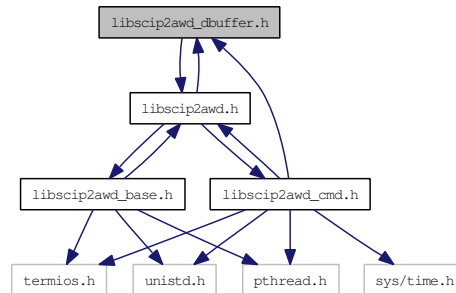 libscip2awd_dbuffer.h
libscip2awd.h
libscip2awd_base.h libscip2awd_cmd.h
termios.h unistd.h pthread.h sys/time.h